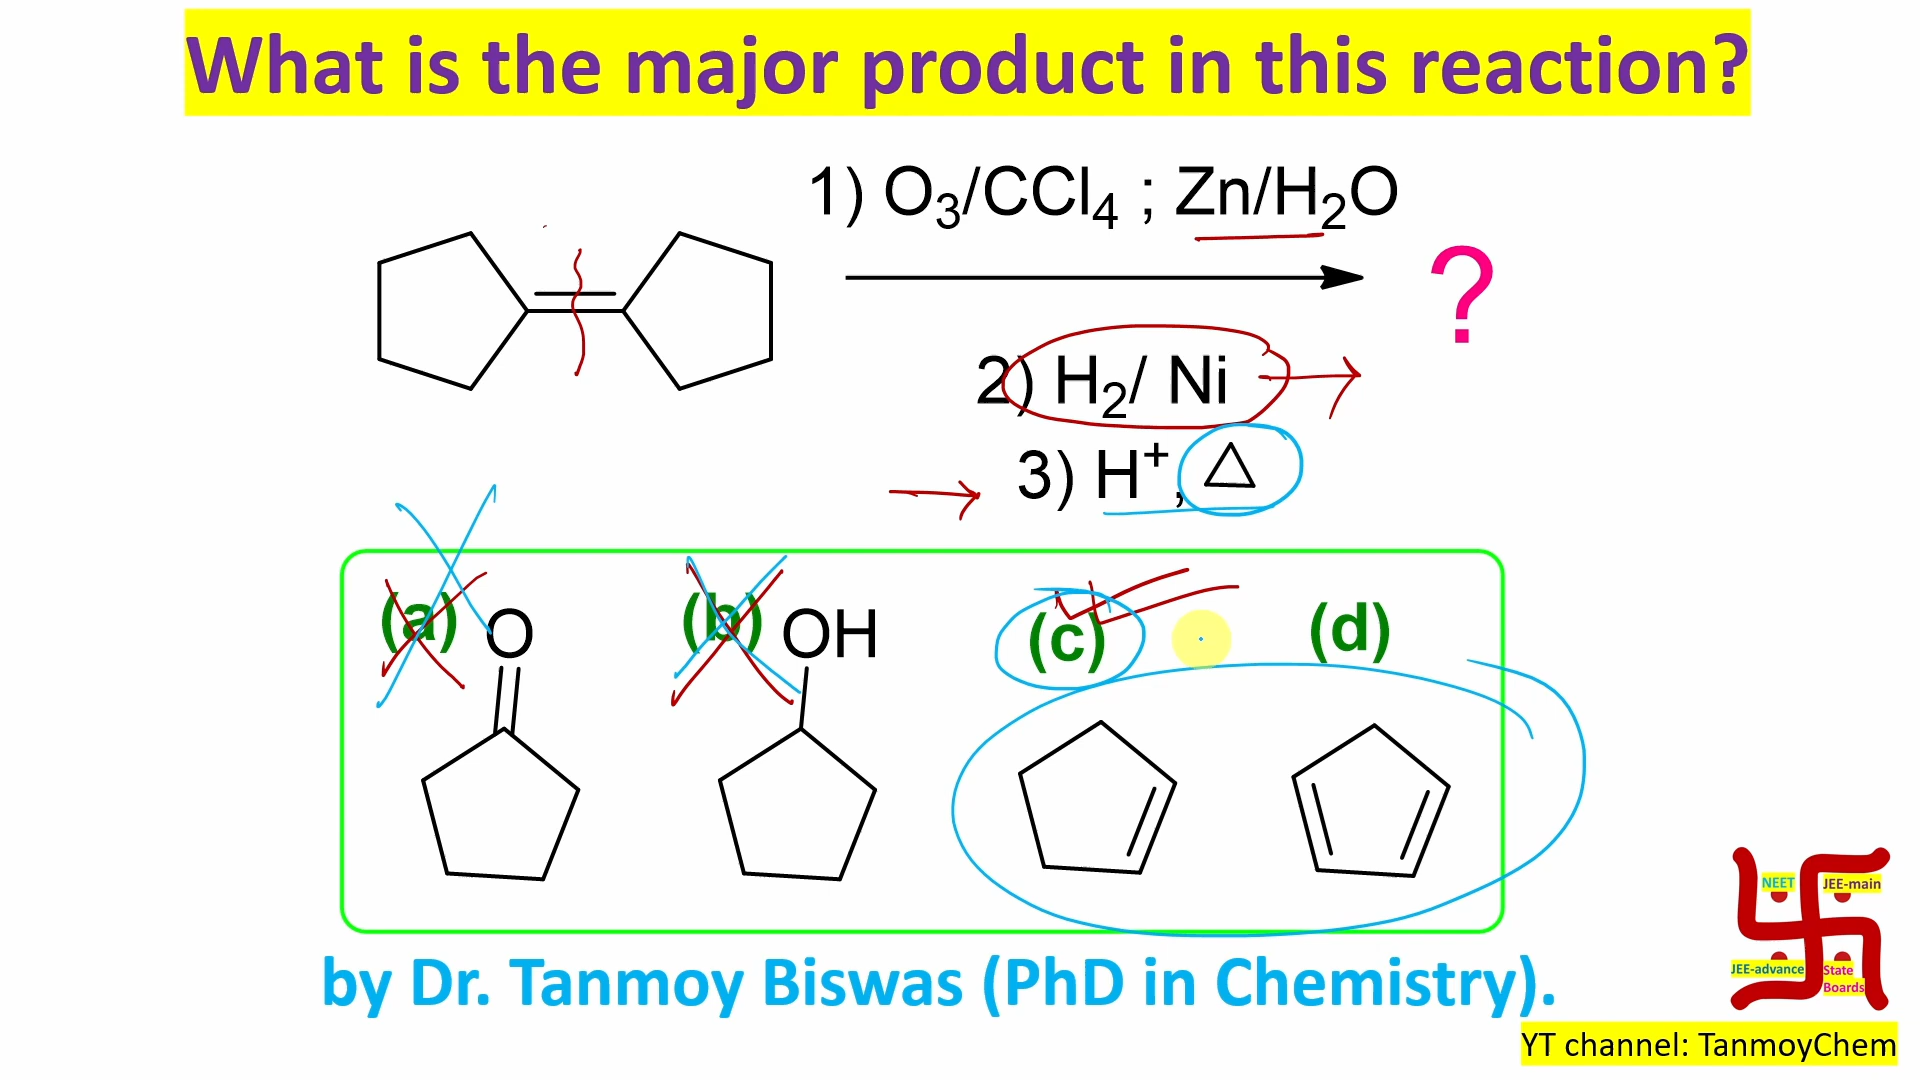 What is the major product in this reaction?
1) O₃/CCl₄ ; Zn/H₂O
?
2) H₂/ Ni
3) H⁺, △
(a) (b) (c) (d)
O OH
by Dr. Tanmoy Biswas (PhD in Chemistry).
NEET JEE-main
JEE-advance State
Boards
YT channel: TanmoyChem